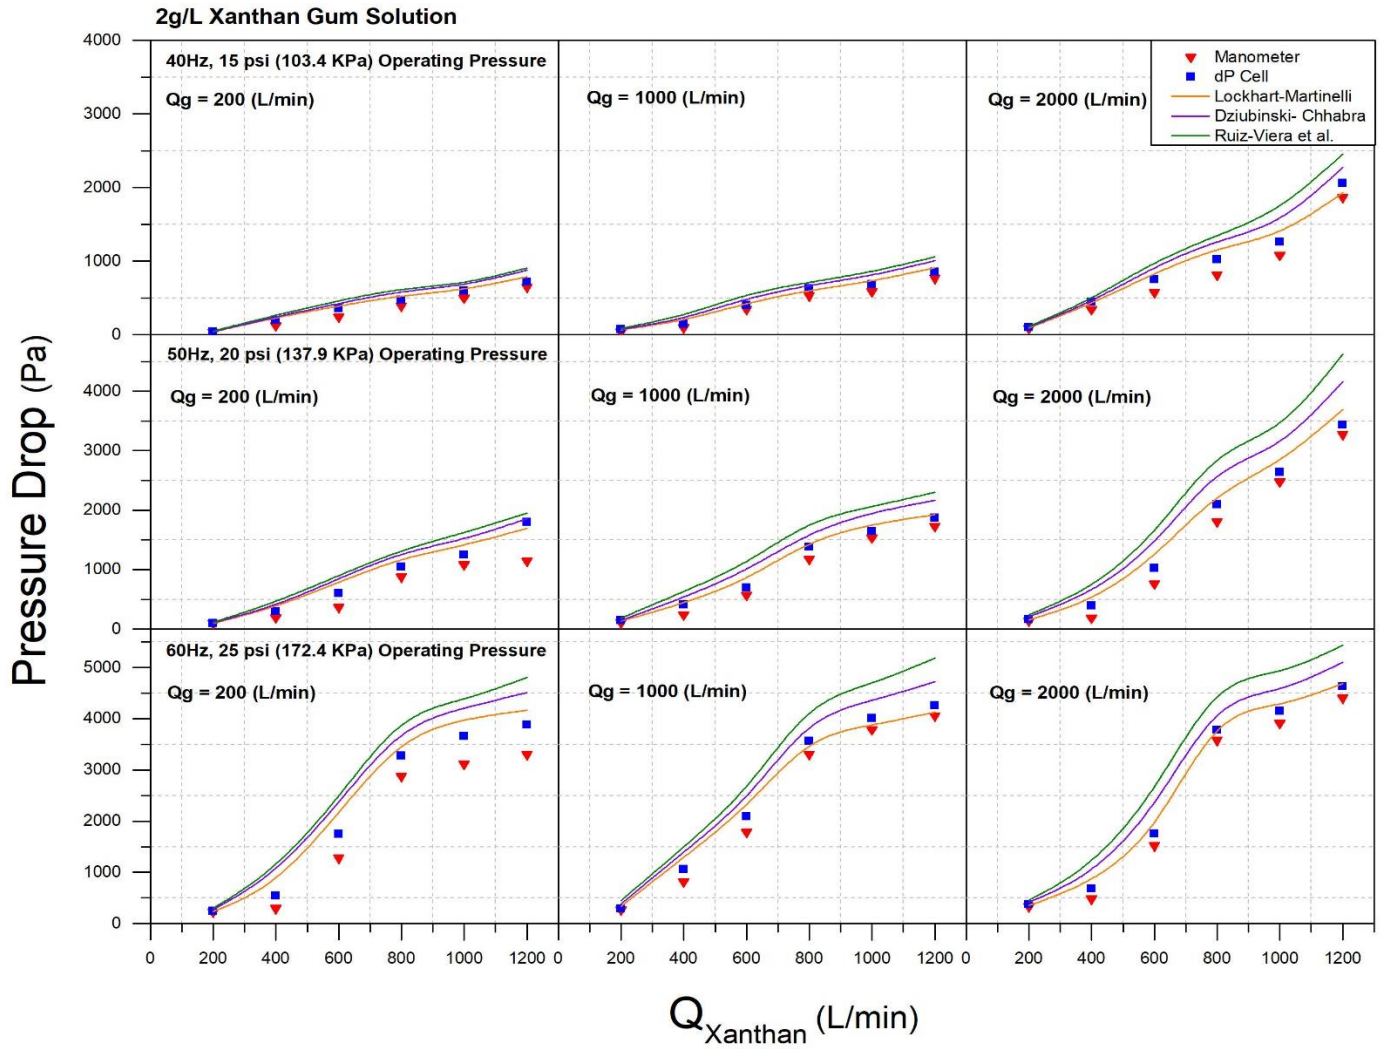 2g/L Xanthan Gum Solution
Pressure Drop (Pa)
4000
3000
2000
1000
0
40Hz, 15 psi (103.4 KPa) Operating Pressure
Qg = 200 (L/min)
Qg = 1000 (L/min)
Qg = 2000 (L/min)
Manometer
dP Cell
Lockhart-Martinelli
Dziubinski- Chhabra
Ruiz-Viera et al.
4000
3000
2000
1000
0
50Hz, 20 psi (137.9 KPa) Operating Pressure
Qg = 200 (L/min)
Qg = 1000 (L/min)
Qg = 2000 (L/min)
5000
4000
3000
2000
1000
0
60Hz, 25 psi (172.4 KPa) Operating Pressure
Qg = 200 (L/min)
Qg = 1000 (L/min)
Qg = 2000 (L/min)
0 200 400 600 800 1000 1200 0 200 400 600 800 1000 1200 0 200 400 600 800 1000 1200
QXanthan (L/min)